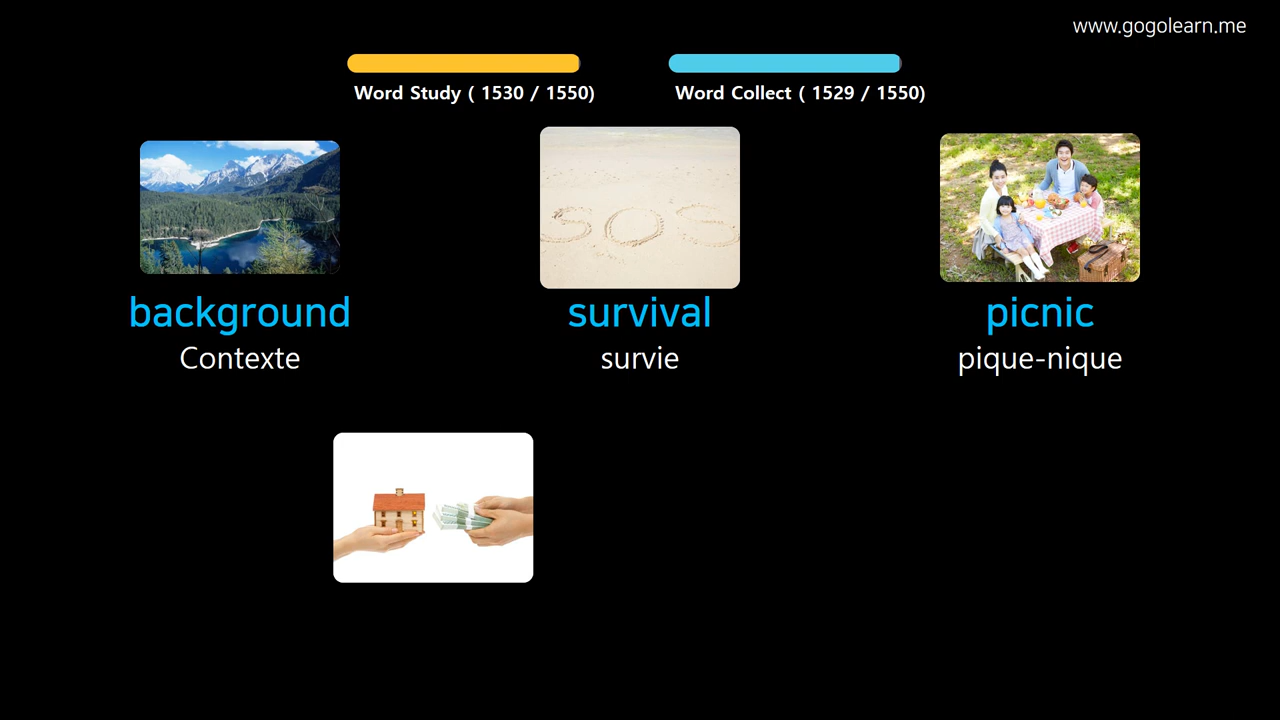 www.gogolearn.me
Word Study ( 1530 / 1550)
Word Collect ( 1529 / 1550)
SOS
background
survival
picnic
Contexte
survie
pique-nique